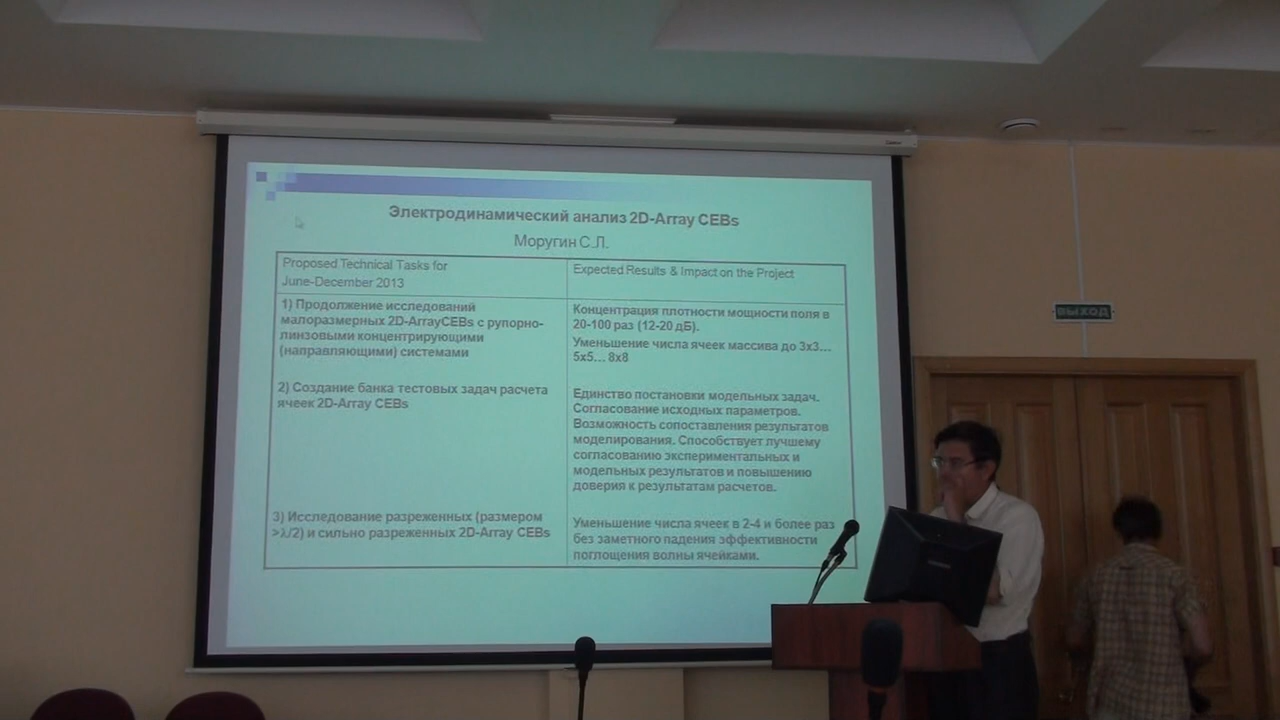 Электродинамический анализ 2D-Array CEBs
Моругин С.Л.
Proposed Technical Tasks for
June-December 2013
Expected Results & Impact on the Project
1) Продолжение исследований
малоразмерных 2D-ArrayCEBs с рупорно-
линзовыми концентрирующими
(направляющими) системами
Концентрация плотности мощности поля в
20-100 раз (12-20 дБ).
Уменьшение числа ячеек массива до 3х3...
5х5... 8х8
2) Создание банка тестовых задач расчета
ячеек 2D-Array CEBs
Единство постановки модельных задач.
Согласование исходных параметров.
Возможность сопоставления результатов
моделирования. Способствует лучшему
согласованию экспериментальных и
модельных результатов и повышению
доверия к результатам расчетов.
3) Исследование разреженных (размером
>λ/2) и сильно разреженных 2D-Array CEBs
Уменьшение числа ячеек в 2-4 и более раз
без заметного падения эффективности
поглощения волны ячейками.
ВЫХОД